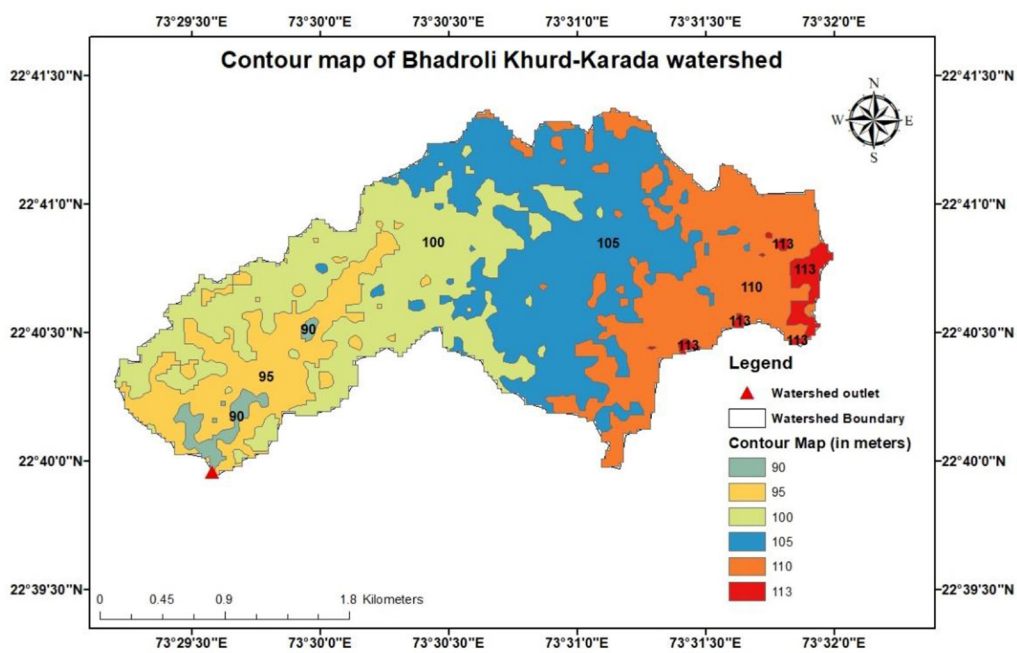 73°29'30"E 73°30'0"E 73°30'30"E 73°31'0"E 73°31'30"E 73°32'0"E
Contour map of Bhadroli Khurd-Karada watershed
22°41'30"N 22°41'30"N
N
W E
S
22°41'0"N 22°41'0"N
100 105 113
113
110
22°40'30"N 90 113 22°40'30"N
113 113
95
90
Legend
Watershed outlet
Watershed Boundary
Contour Map (in meters)
22°40'0"N 22°40'0"N
90
95
100
105
110
113
22°39'30"N 22°39'30"N
0 0.45 0.9 1.8 Kilometers
73°29'30"E 73°30'0"E 73°30'30"E 73°31'0"E 73°31'30"E 73°32'0"E